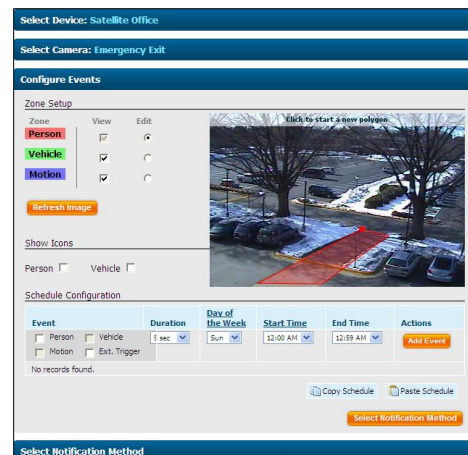 Select Device: Satellite Office
Select Camera: Emergency Exit
Configure Events
Zone Setup
Zone View Edit
Person
Vehicle
Motion
Click to start a new polygon
Refresh Image
Show Icons
Person Vehicle
Schedule Configuration
Event Duration Day of the Week Start Time End Time Actions
Person Vehicle 5 sec Sun 12:00 AM 12:59 AM Add Event
Motion Ext. Trigger
No records found.
Copy Schedule Paste Schedule
Select Notification Method
Select Notification Method